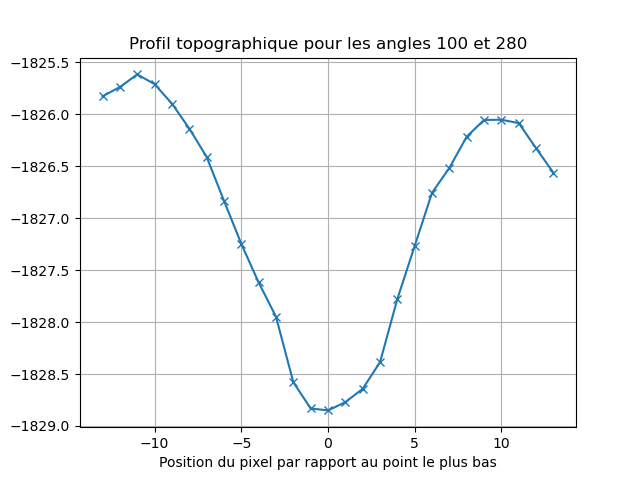 Profil topographique pour les angles 100 et 280
−1825.5
−1826.0
−1826.5
−1827.0
−1827.5
−1828.0
−1828.5
−1829.0
−10 −5 0 5 10
Position du pixel par rapport au point le plus bas